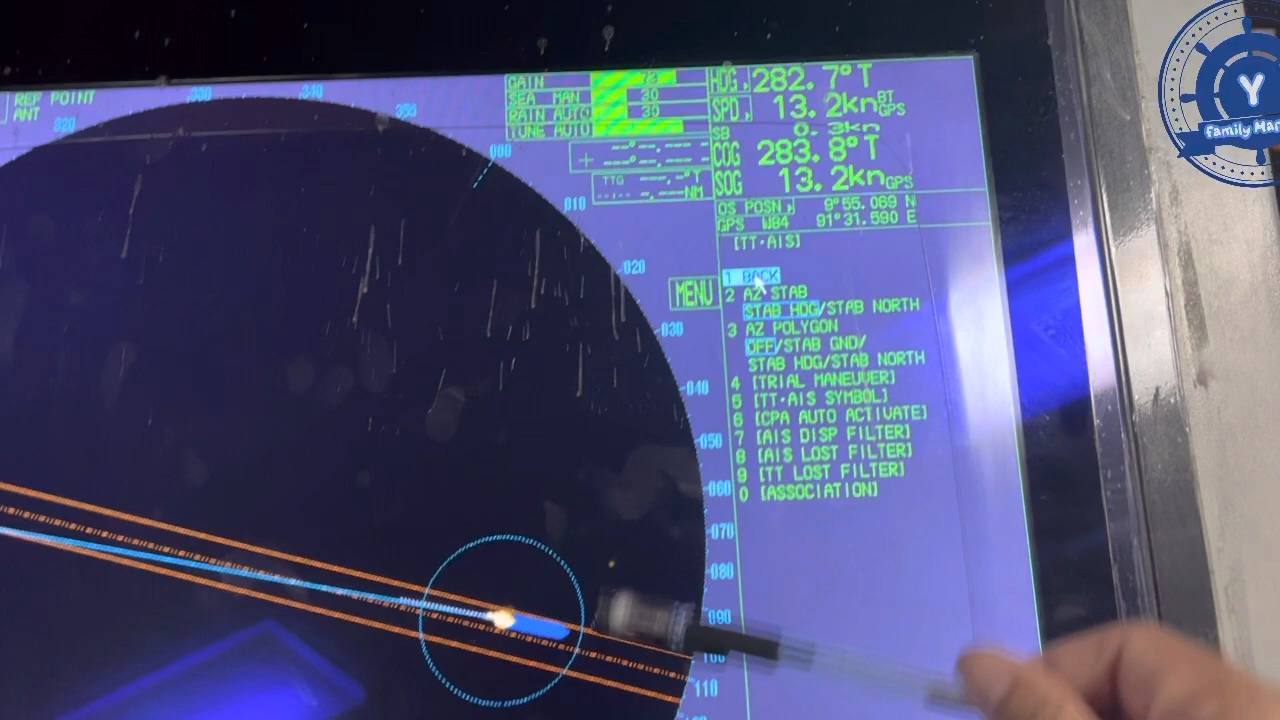 REF POINT
ANT
320
330
340
350
000
010
020
030
040
050
060
070
080
090
100
110
GAIN 73
SEA MAN 30
RAIN AUTO 39
TUNE AUTO
+ ---°--.---
---°--.---
TTG ---.-°T
--:-- -.---NM
MENU
HDG 282.7°T
SPD 13.2kn BT GPS
SB 0.3kn
COG 283.8°T
SOG 13.2kn GPS
OS POSN 9°55.069 N
GPS W84 91°31.590 E
[TT·AIS]
1 BACK
2 AZ STAB
STAB HDG/STAB NORTH
3 AZ POLYGON
OFF/STAB GND/
STAB HDG/STAB NORTH
4 [TRIAL MANEUVER]
5 [TT·AIS SYMBOL]
6 [CPA AUTO ACTIVATE]
7 [AIS DISP FILTER]
8 [AIS LOST FILTER]
9 [TT LOST FILTER]
0 [ASSOCIATION]
Y
family Mar